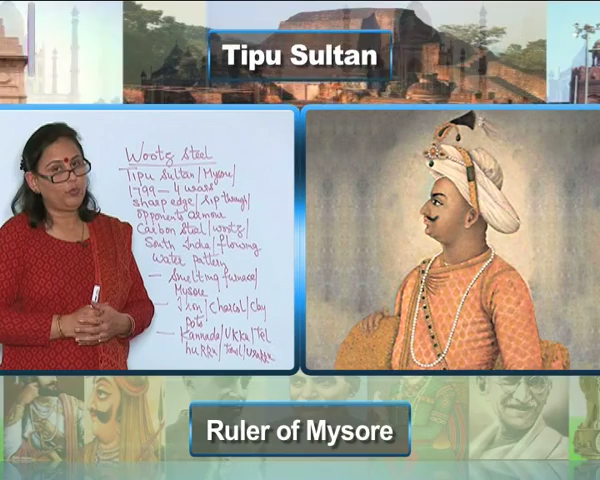 Tipu Sultan
Wootz Steel
Tipu Sultan/Mysore/
1799 — 4 wars
sharp edge/rip through/
opponents armour
Carbon Steel/wootz/
South India/flowing
water pattern
— Smelting furnace/
Mysore
— Iron/Charcoal/Clay
pots
— Kannada/Ukku/Tel
hukku/Tamil/
Ruler of Mysore